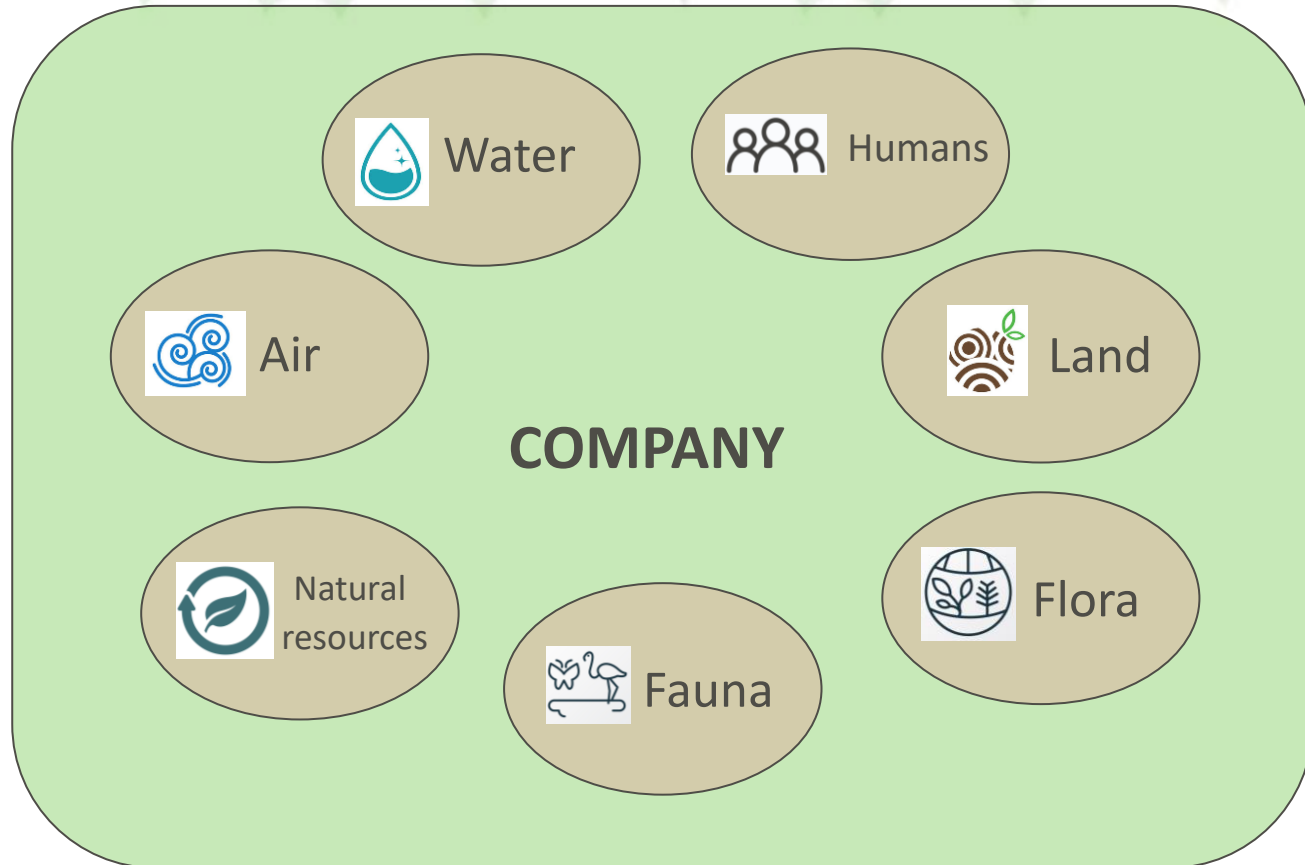 Water
Humans
Air
Land
COMPANY
Natural
resources
Flora
Fauna